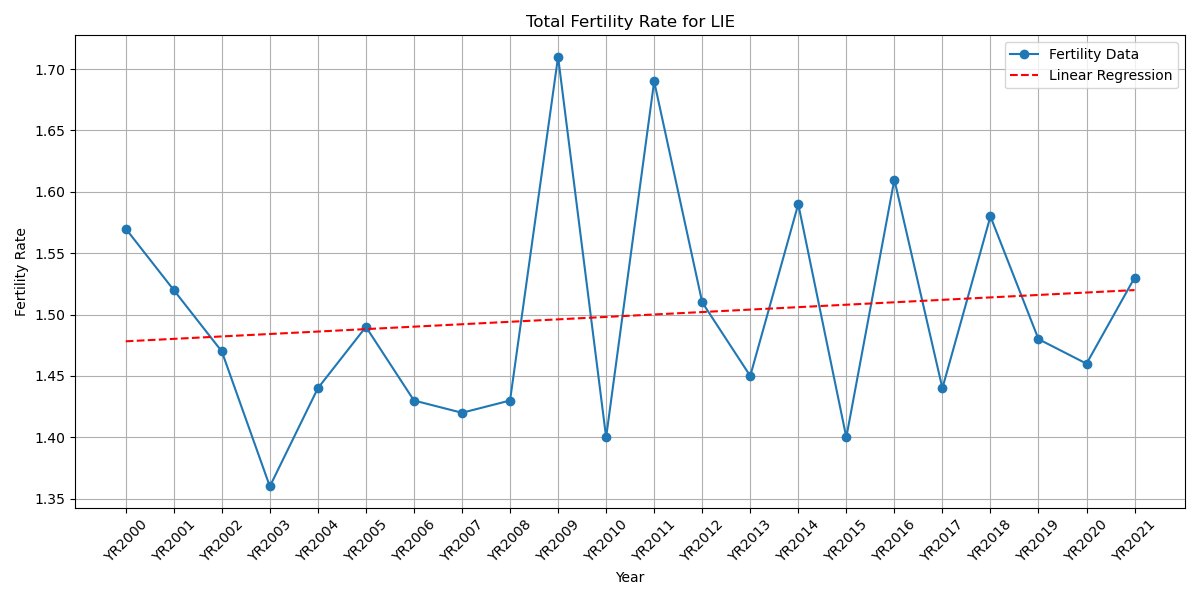 Total Fertility Rate for LIE
Fertility Data
Linear Regression
Fertility Rate
1.70
1.65
1.60
1.55
1.50
1.45
1.40
1.35
YR2000
YR2001
YR2002
YR2003
YR2004
YR2005
YR2006
YR2007
YR2008
YR2009
YR2010
YR2011
YR2012
YR2013
YR2014
YR2015
YR2016
YR2017
YR2018
YR2019
YR2020
YR2021
Year